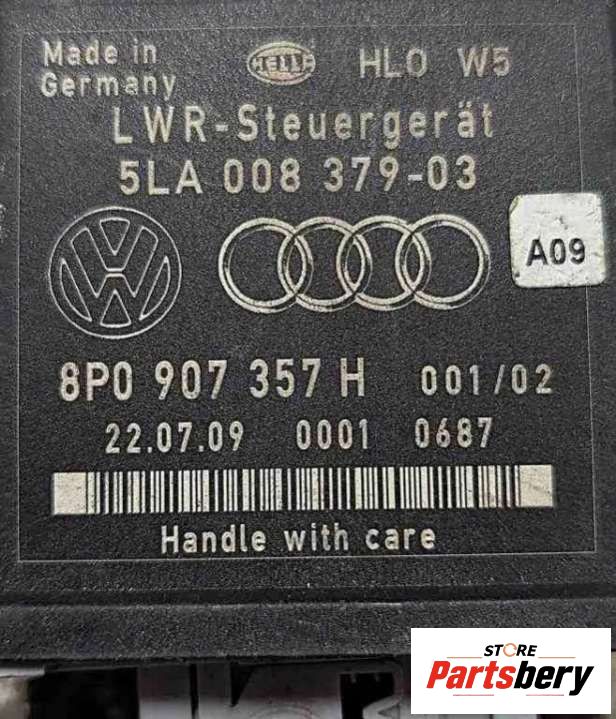 Made in
Germany
HELLA
HLO W5
LWR-Steuergerät
5LA 008 379-03
A09
8P0 907 357 H 001/02
22.07.09 0001 0687
Handle with care
STORE
Partsbery